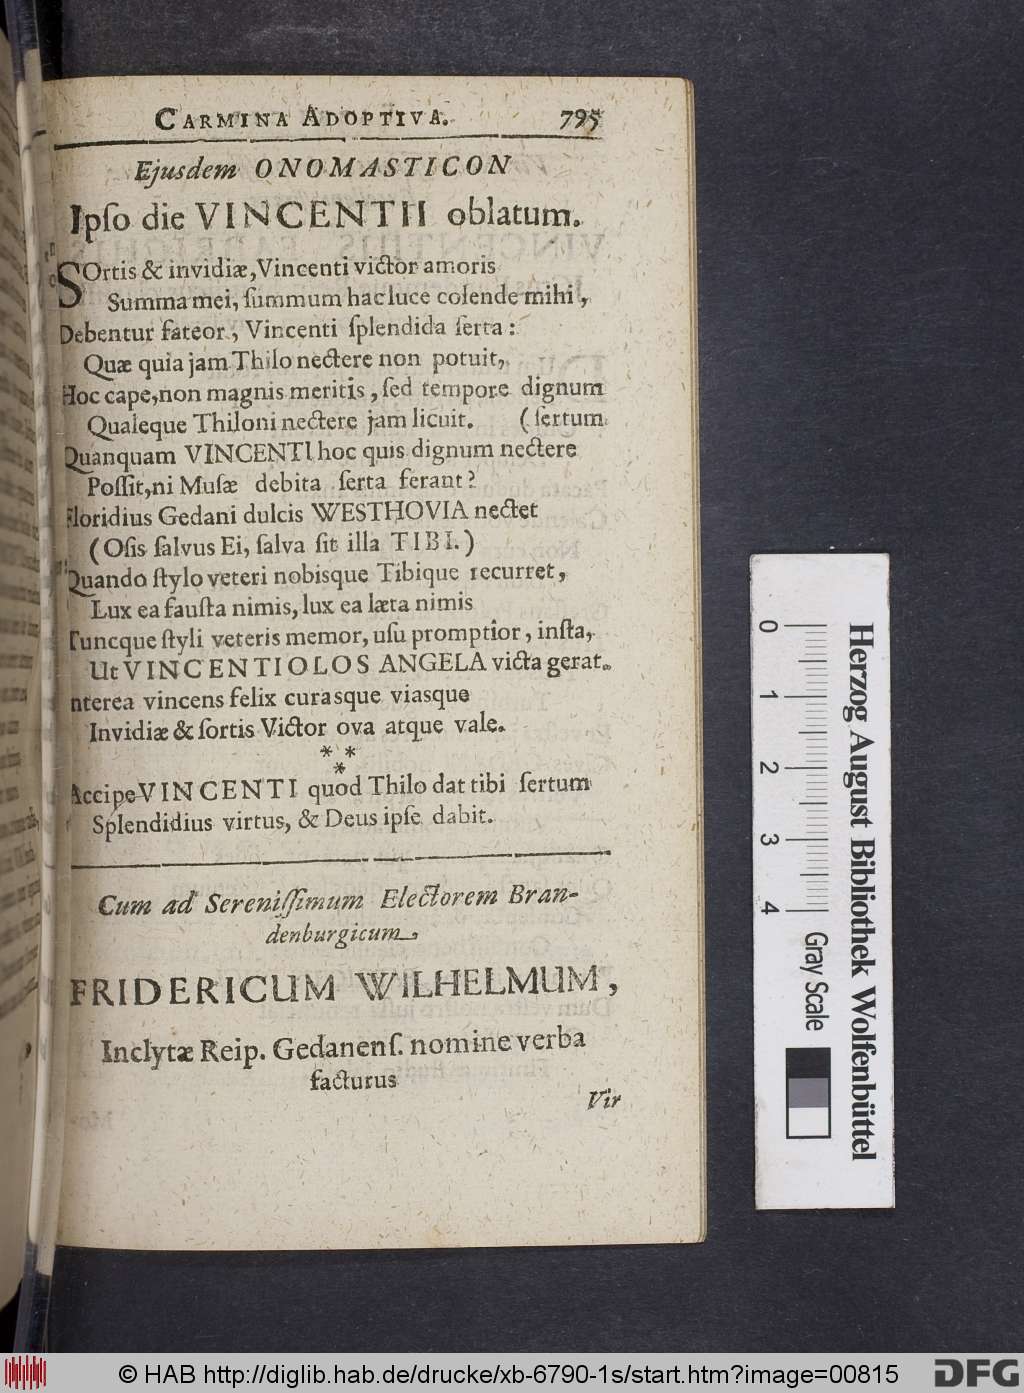 CARMINA ADOPTIVA. 795
Ejusdem ONOMASTICON
Ipſo die VINCENTII oblatum.
SOrtis & invidiæ, Vincenti victor amoris
Summa mei, ſummum hac luce colende mihi,
Debentur fateor, Vincenti ſplendida ſerta:
Quæ quia jam Thilo nectere non potuit,
Hoc cape, non magnis meritis, ſed tempore dignum
Qualeque Thiloni nectere jam licuit. (ſertum
Quanquam VINCENTI hoc quis dignum nectere
Poſſit, ni Muſæ debita ſerta ferant?
Floridius Gedani dulcis WESTHOVIA nectet
(Oſis ſalvus Ei, ſalva ſit illa TIBI.)
Quando ſtylo veteri nobisque Tibique recurret,
Lux ea fauſta nimis, lux ea læta nimis
Tuncque ſtyli veteris memor, uſu promptior, inſta,
Ut VINCENTIOLOS ANGELA victa gerat.
nterea vincens felix curasque viasque
Invidiæ & ſortis Victor ova atque vale.
* *
*
Accipe VINCENTI quod Thilo dat tibi ſertum
Splendidius virtus, & Deus ipſe dabit.
Cum ad Sereniſſimum Electorem Bran-
denburgicum
FRIDERICUM WILHELMUM,
Inclytæ Reip. Gedanenſ. nomine verba
facturus
Vir
0 1 2 3 4
Herzog August Bibliothek Wolfenbüttel
Gray Scale
© HAB http://diglib.hab.de/drucke/xb-6790-1s/start.htm?image=00815
DFG